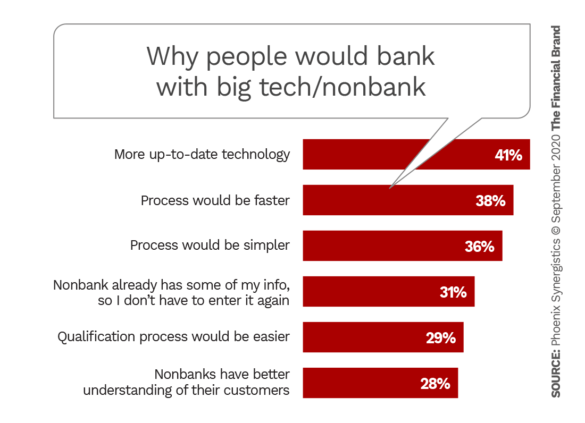 Why people would bank
with big tech/nonbank
More up-to-date technology
41%
Process would be faster
38%
Process would be simpler
36%
Nonbank already has some of my info,
so I don't have to enter it again
31%
Qualification process would be easier
29%
Nonbanks have better
understanding of their customers
28%
SOURCE: Phoenix Synergistics © September 2020 The Financial Brand